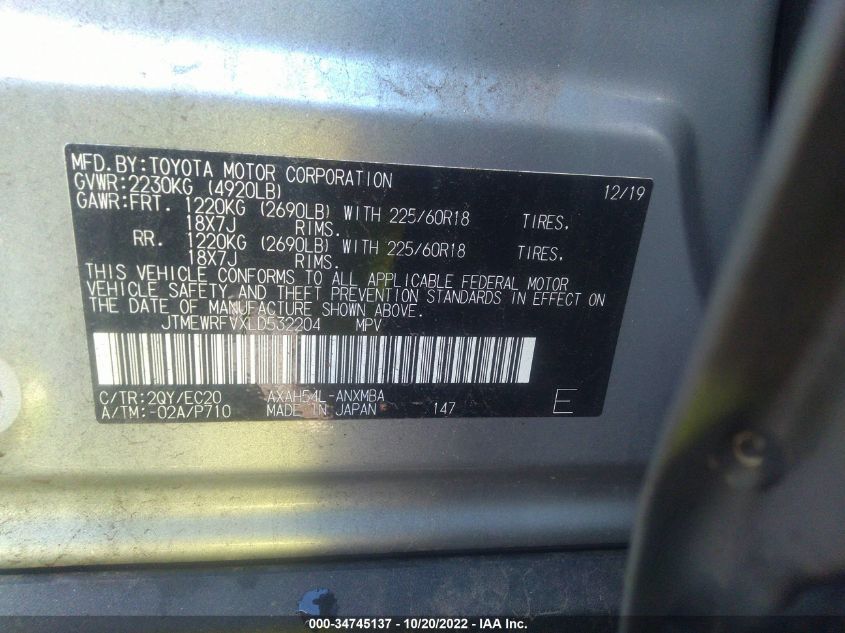 MFD.BY:TOYOTA MOTOR CORPORATION 12/19
GVWR:2230KG (4920LB)
GAWR:FRT. 1220KG (2690LB) WITH 225/60R18 TIRES.
18X7J RIMS.
RR. 1220KG (2690LB) WITH 225/60R18 TIRES.
18X7J RIMS.
THIS VEHICLE CONFORMS TO ALL APPLICABLE FEDERAL MOTOR
VEHICLE SAFETY AND THEFT PREVENTION STANDARDS IN EFFECT ON
THE DATE OF MANUFACTURE SHOWN ABOVE.
JTMEWRFVXLD532204 MPV
C/TR:2QY/EC20 AXAH54L-ANXMBA
A/TM:-02A/P710 MADE IN JAPAN 147 E
000-34745137 - 10/20/2022 - IAA Inc.